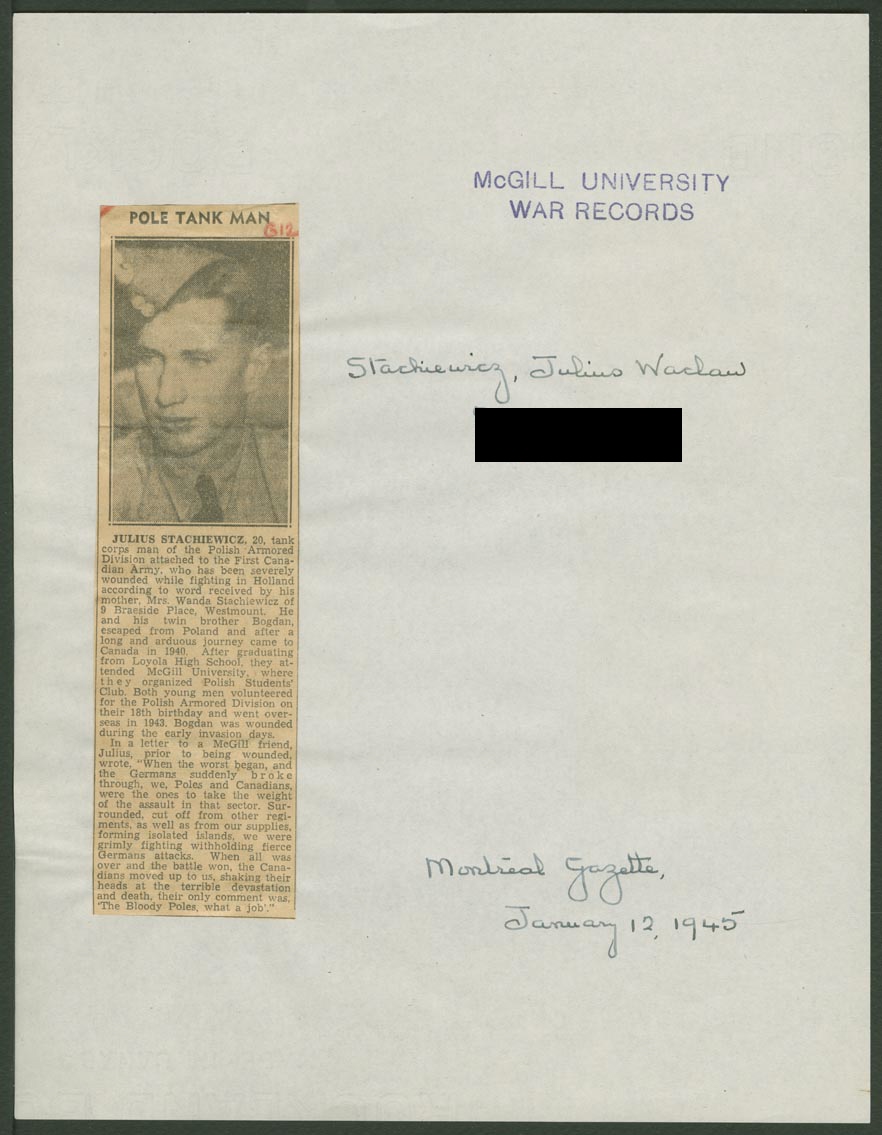 McGILL UNIVERSITY
WAR RECORDS
POLE TANK MAN
G12
Stachiewicz, Julius Waclaw
JULIUS STACHIEWICZ, 20, tank
corps man of the Polish Armored
Division attached to the First Cana-
dian Army, who has been severely
wounded while fighting in Holland
according to word received by his
mother, Mrs. Wanda Stachiewicz of
9 Braeside Place, Westmount. He
and his twin brother Bogdan,
escaped from Poland and after a
long and arduous journey came to
Canada in 1940. After graduating
from Loyola High School, they at-
tended McGill University, where
they organized Polish Students'
Club. Both young men volunteered
for the Polish Armored Division on
their 18th birthday and went over-
seas in 1943. Bogdan was wounded
during the early invasion days.
In a letter to a McGill friend,
Julius, prior to being wounded,
wrote, "When the worst began, and
the Germans suddenly broke
through, we, Poles and Canadians,
were the ones to take the weight
of the assault in that sector. Sur-
rounded, cut off from other regi-
ments, as well as from our supplies,
forming isolated islands, we were
grimly fighting withholding fierce
Germans attacks. When all was
over and the battle won, the Cana-
dians moved up to us, shaking their
heads at the terrible devastation
and death, their only comment was,
'The Bloody Poles, what a job'."
Montreal Gazette,
January 12, 1945